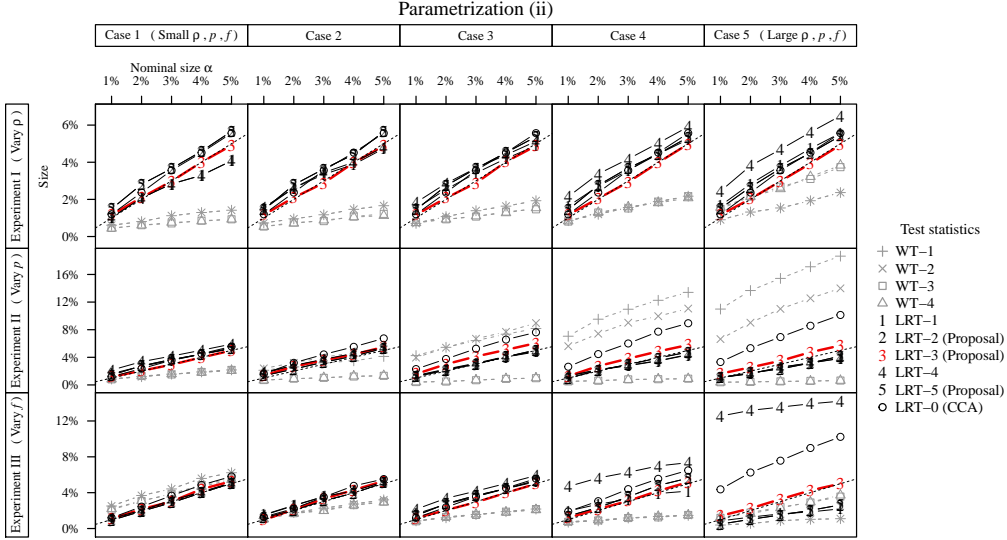 Parametrization (ii)
Case 1 ( Small ρ , p , f )
Case 2
Case 3
Case 4
Case 5 ( Large ρ , p , f )
Nominal size α
1% 2% 3% 4% 5% 1% 2% 3% 4% 5% 1% 2% 3% 4% 5% 1% 2% 3% 4% 5% 1% 2% 3% 4% 5%
Experiment I ( Vary ρ )
Size
6%
4%
2%
0%
Experiment II ( Vary p )
16%
12%
8%
4%
0%
Experiment III ( Vary f )
12%
8%
4%
0%
Test statistics
WT−1
WT−2
WT−3
WT−4
1 LRT−1
2 LRT−2 (Proposal)
3 LRT−3 (Proposal)
4 LRT−4
5 LRT−5 (Proposal)
LRT−0 (CCA)